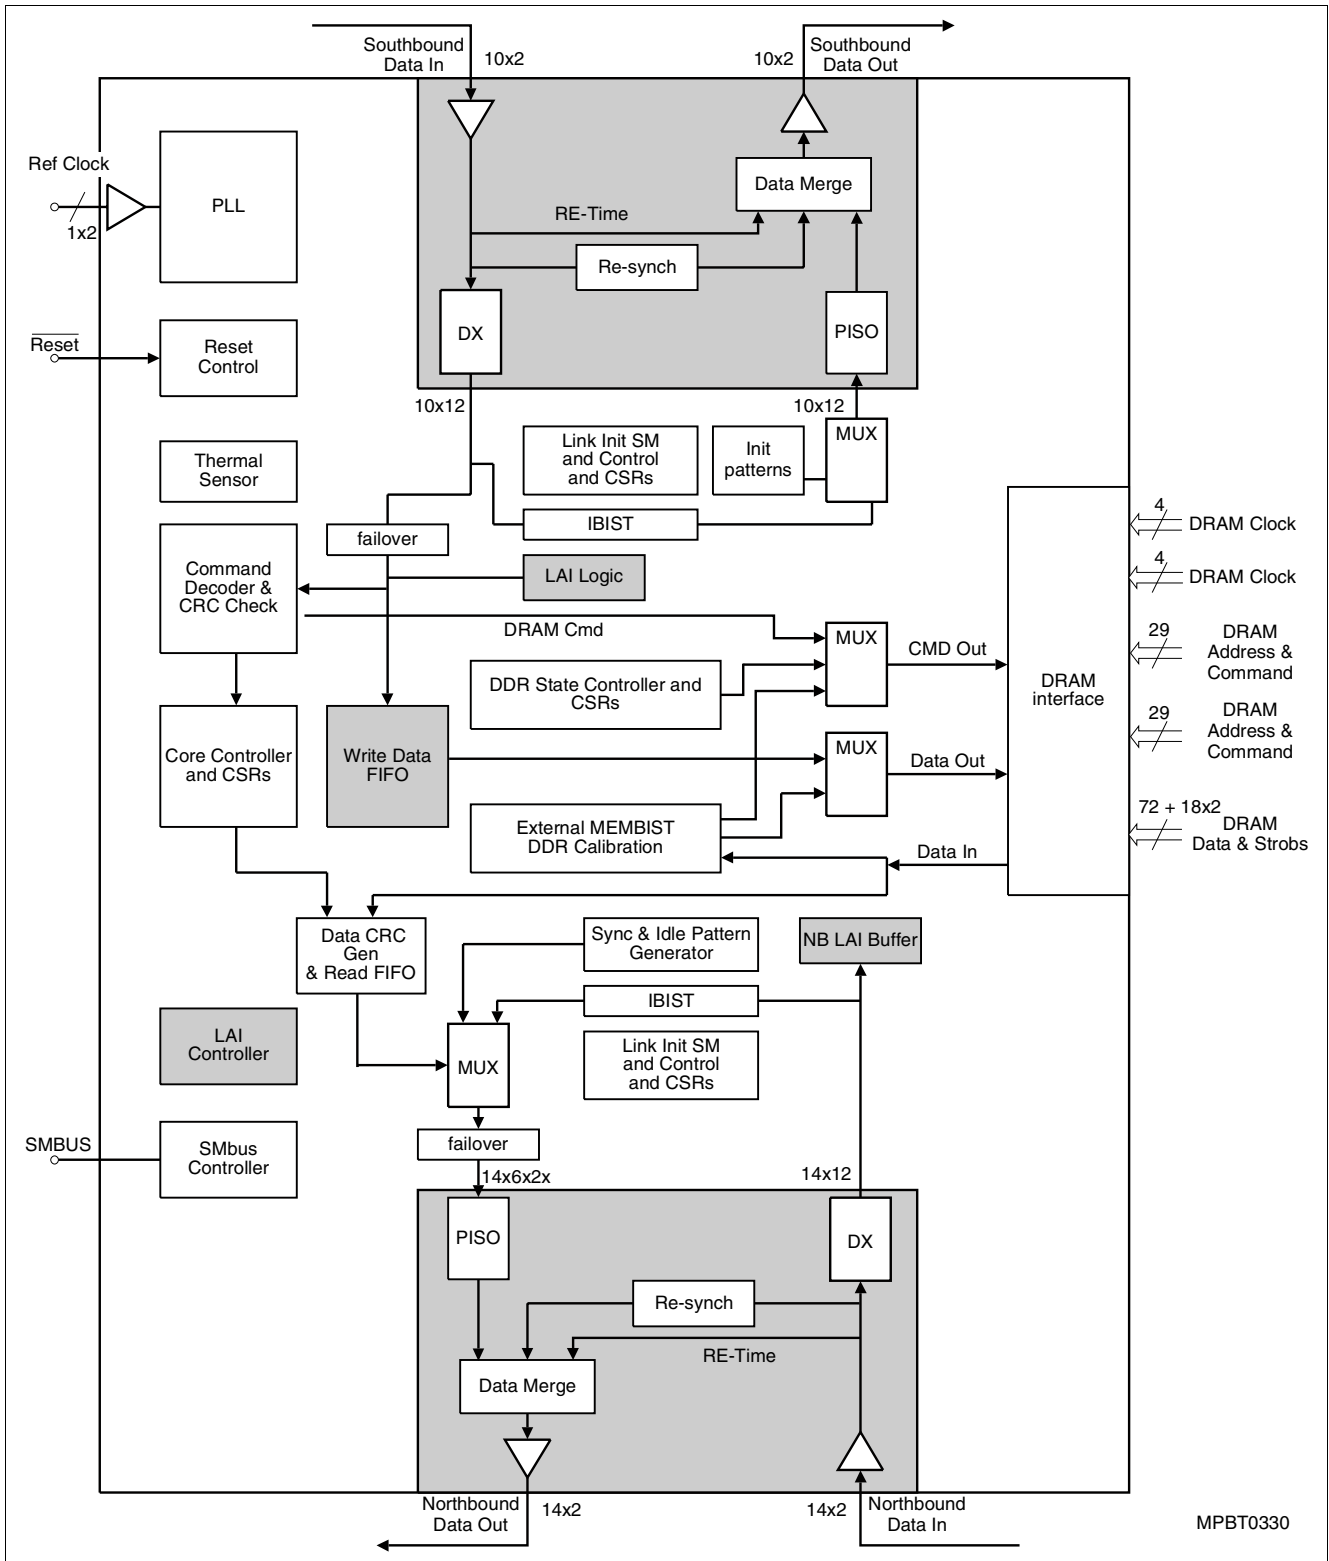 Southbound
Data In
10x2
10x2
Southbound
Data Out
Ref Clock
1x2
PLL
Data Merge
RE-Time
Re-synch
DX
PISO
Reset
Reset
Control
10x12
10x12
MUX
Link Init SM
and Control
and CSRs
Init
patterns
Thermal
Sensor
IBIST
failover
4
DRAM Clock
Command
Decoder &
CRC Check
LAI Logic
4
DRAM Clock
DRAM Cmd
MUX
CMD Out
29
DRAM
Address &
Command
DDR State Controller and
CSRs
DRAM
interface
29
DRAM
Address &
Command
Core Controller
and CSRs
Write Data
FIFO
MUX
Data Out
External MEMBIST
DDR Calibration
72 + 18x2
DRAM
Data & Strobs
Data In
Data CRC
Gen
& Read FIFO
Sync & Idle Pattern
Generator
NB LAI Buffer
IBIST
LAI
Controller
MUX
Link Init SM
and Control
and CSRs
SMBUS
SMbus
Controller
failover
14x6x2x
14x12
PISO
DX
Re-synch
RE-Time
Data Merge
Northbound
Data Out
14x2
14x2
Northbound
Data In
MPBT0330